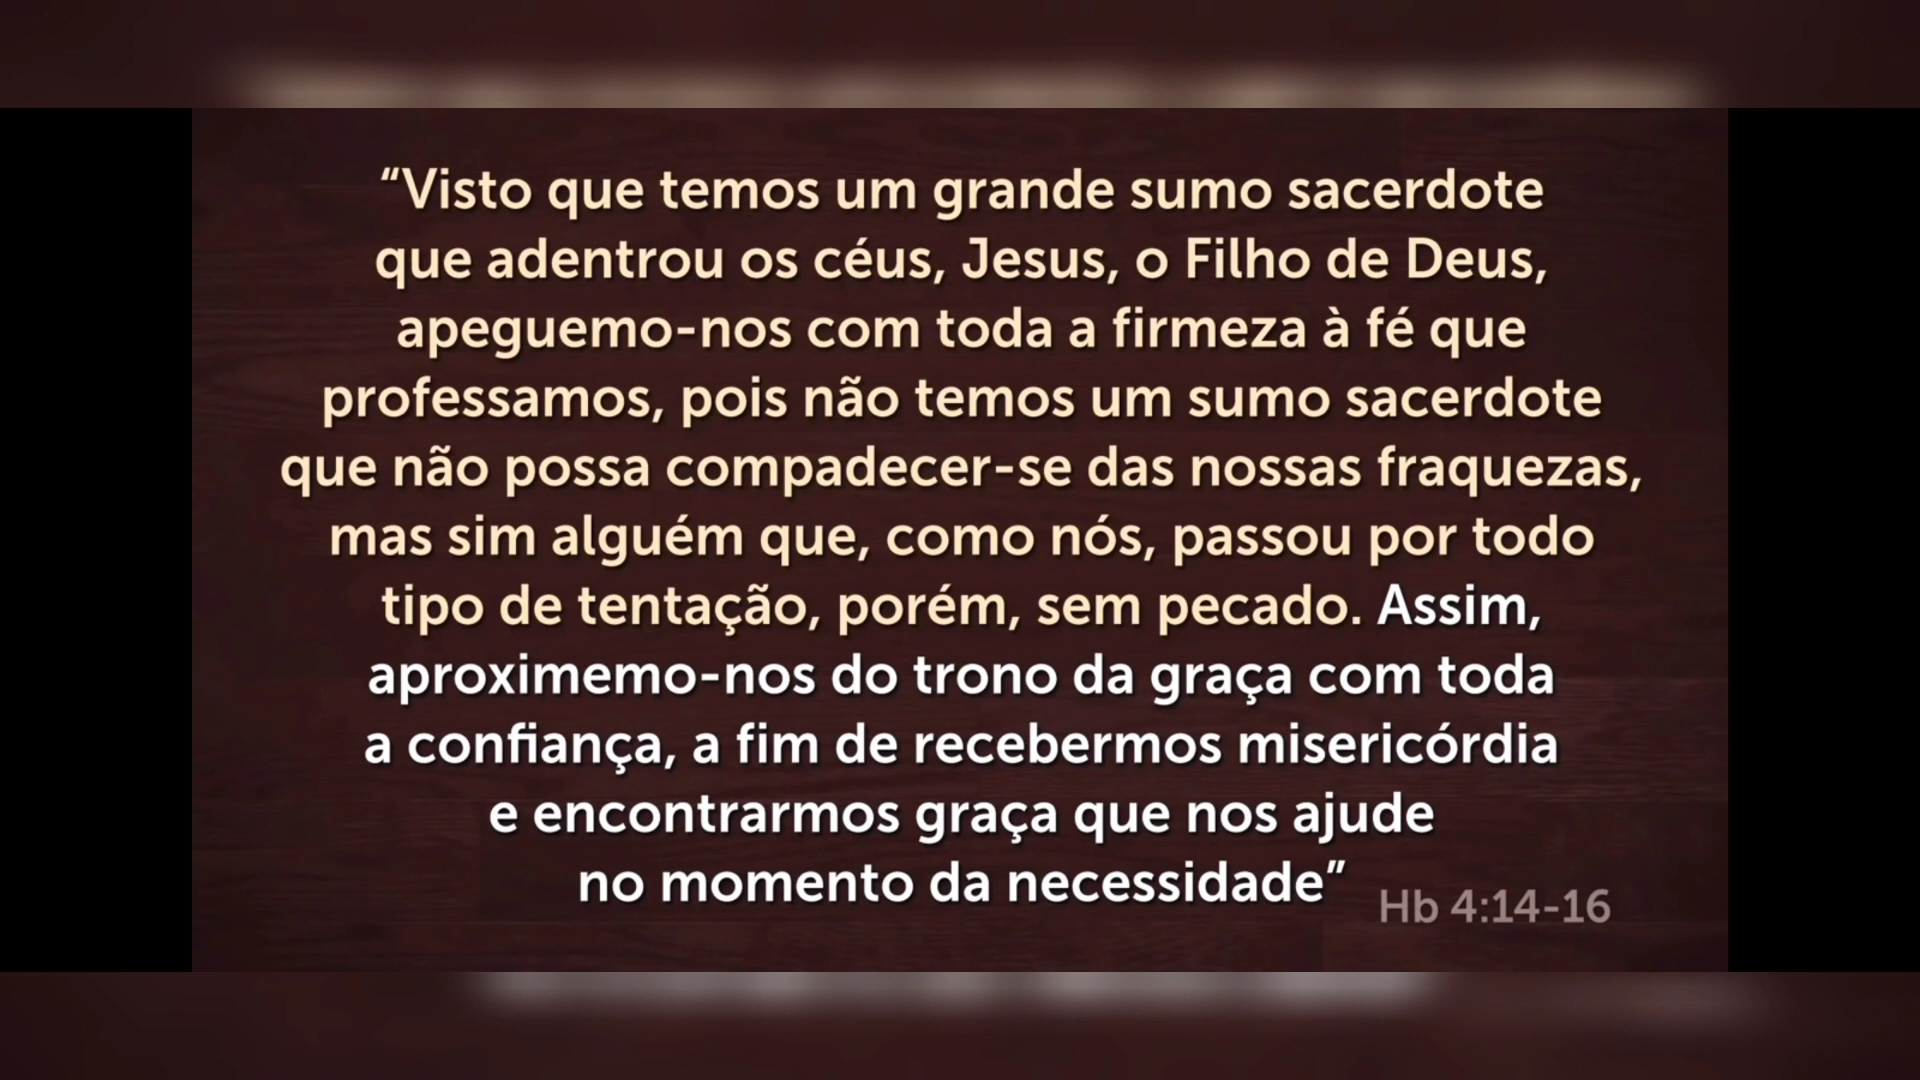 “Visto que temos um grande sumo sacerdote
que adentrou os céus, Jesus, o Filho de Deus,
apeguemo-nos com toda a firmeza à fé que
professamos, pois não temos um sumo sacerdote
que não possa compadecer-se das nossas fraquezas,
mas sim alguém que, como nós, passou por todo
tipo de tentação, porém, sem pecado. Assim,
aproximemo-nos do trono da graça com toda
a confiança, a fim de recebermos misericórdia
e encontrarmos graça que nos ajude
no momento da necessidade”
Hb 4:14-16